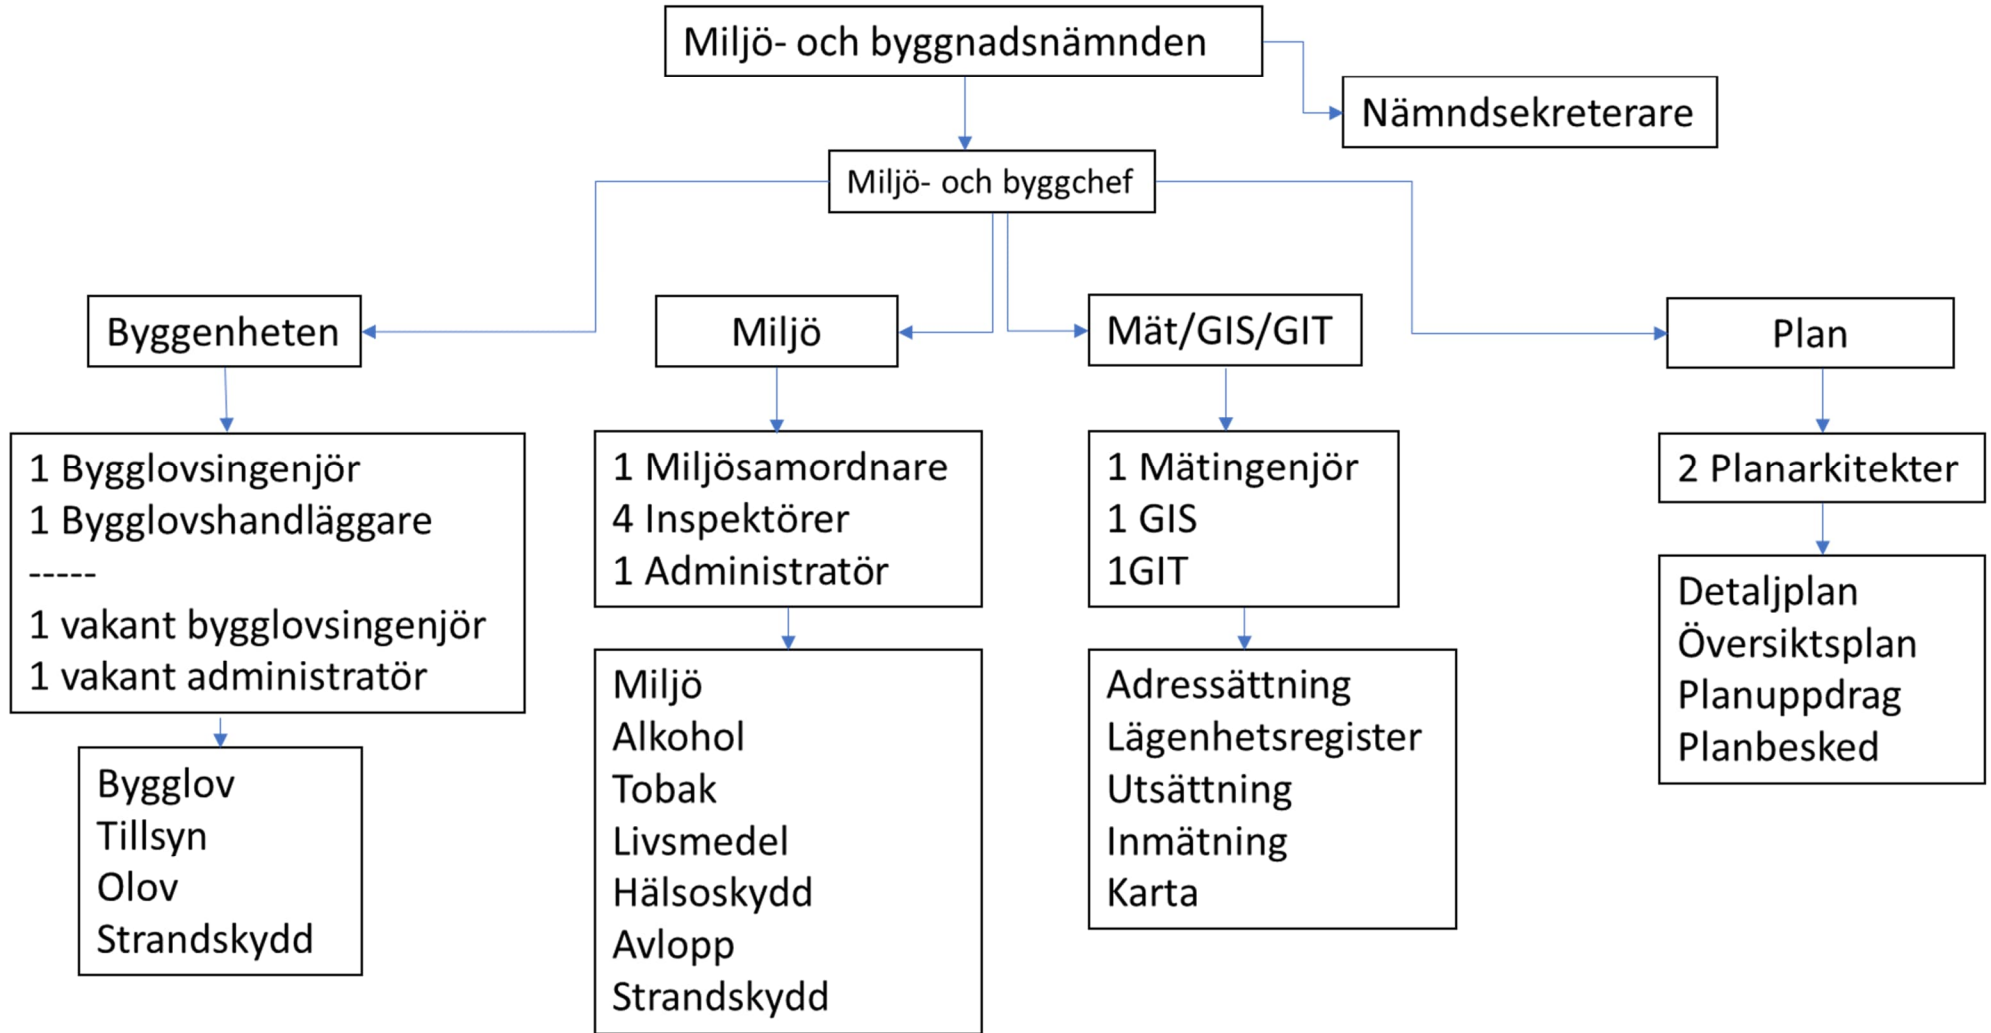 Miljö- och byggnadsnämnden
Nämndsekreterare
Miljö- och byggchef
Byggenheten
Miljö
Mät/GIS/GIT
Plan
1 Bygglovsingenjör
1 Bygglovshandläggare
-----
1 vakant bygglovsingenjör
1 vakant administratör
1 Miljösamordnare
4 Inspektörer
1 Administratör
1 Mätingenjör
1 GIS
1GIT
2 Planarkitekter
Bygglov
Tillsyn
Olov
Strandskydd
Miljö
Alkohol
Tobak
Livsmedel
Hälsoskydd
Avlopp
Strandskydd
Adressättning
Lägenhetsregister
Utsättning
Inmätning
Karta
Detaljplan
Översiktsplan
Planuppdrag
Planbesked